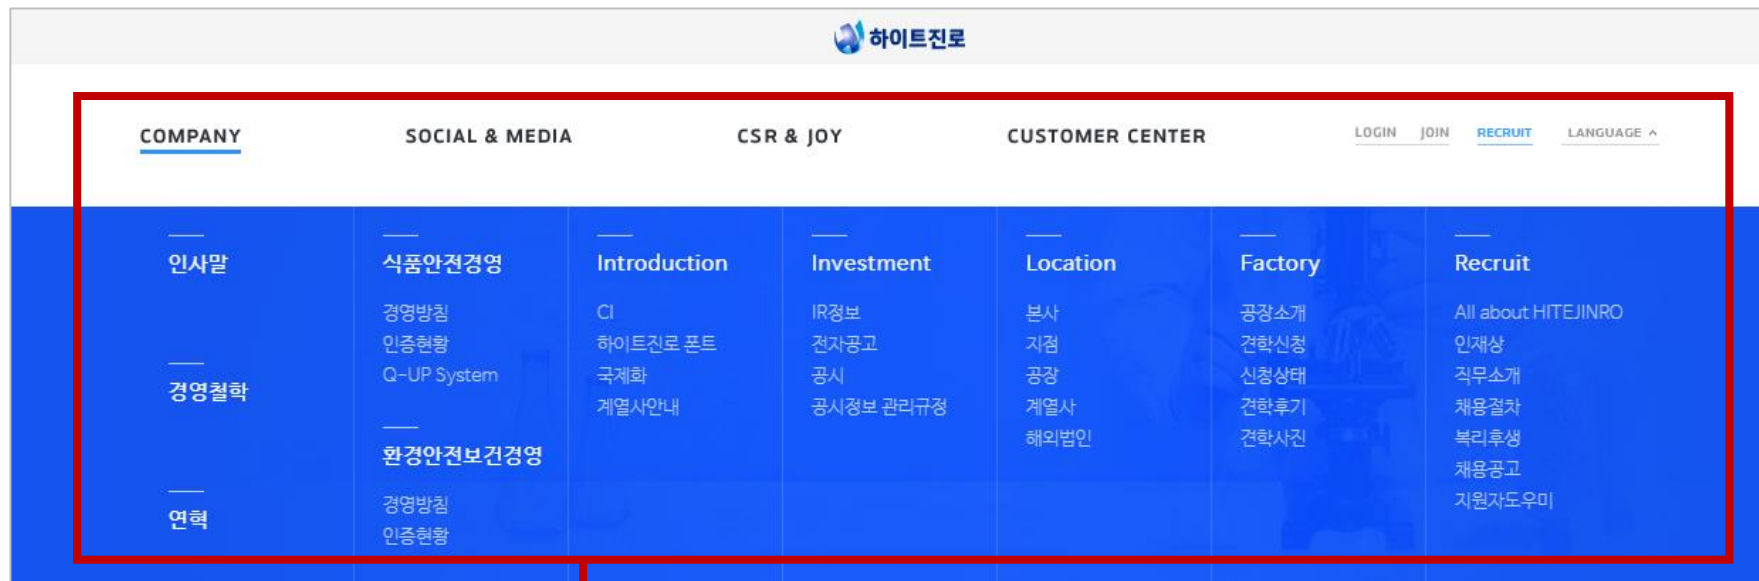 하이트진로
COMPANY
SOCIAL & MEDIA
CSR & JOY
CUSTOMER CENTER
LOGIN
JOIN
RECRUIT
LANGUAGE
인사말
경영철학
연혁
식품안전경영
경영방침
인증현황
Q-UP System
환경안전보건경영
경영방침
인증현황
Introduction
CI
하이트진로 폰트
국제화
계열사안내
Investment
IR정보
전자공고
공시
공시정보 관리규정
Location
본사
지점
공장
계열사
해외법인
Factory
공장소개
견학신청
신청상태
견학후기
견학사진
Recruit
All about HITEJINRO
인재상
직무소개
채용절차
복리후생
채용공고
지원자도우미